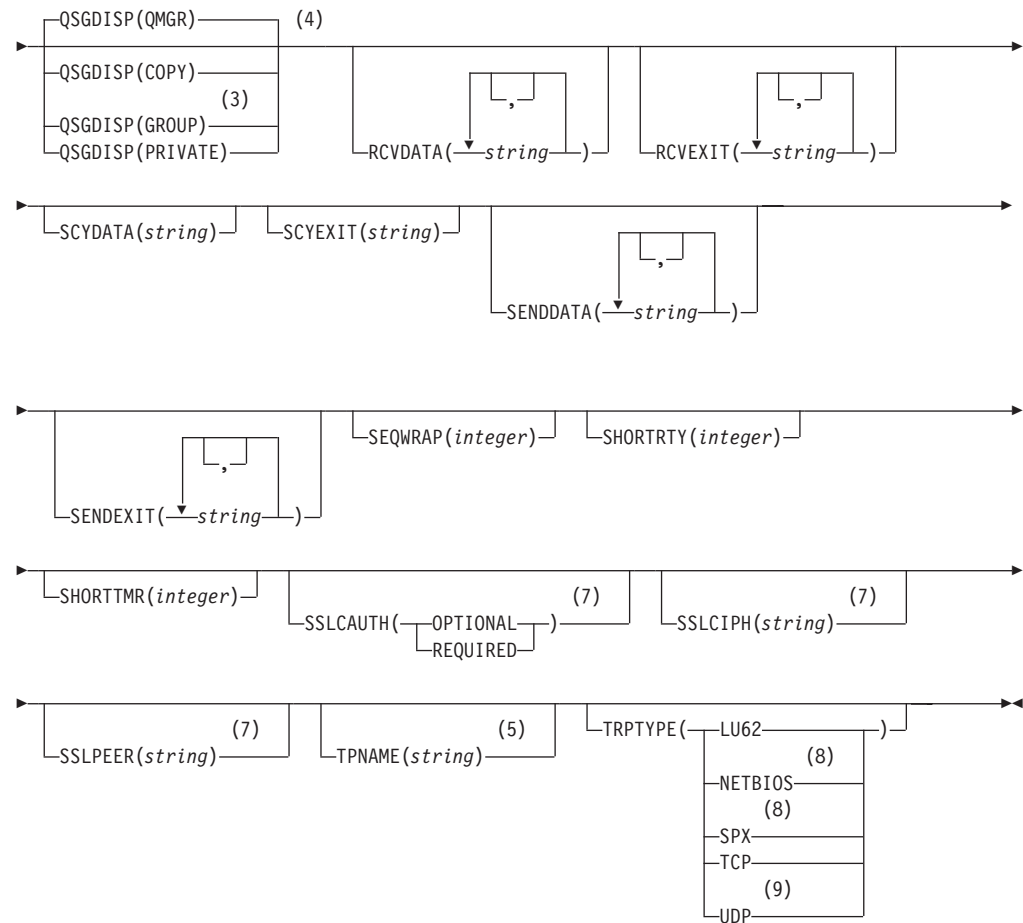 QSGDISP(QMGR) (4)
QSGDISP(COPY)
(3)
QSGDISP(GROUP)
QSGDISP(PRIVATE)
,
RCVDATA( string )
,
RCVEXIT( string )
SCYDATA(string)
SCYEXIT(string)
,
SENDDATA( string )
,
SENDEXIT( string )
SEQWRAP(integer)
SHORTRTY(integer)
SHORTTMR(integer)
(7)
SSLCAUTH( OPTIONAL )
REQUIRED
(7)
SSLCIPH(string)
(7)
SSLPEER(string)
(5)
TPNAME(string)
TRPTYPE( LU62 )
(8)
NETBIOS
(8)
SPX
TCP
(9)
UDP